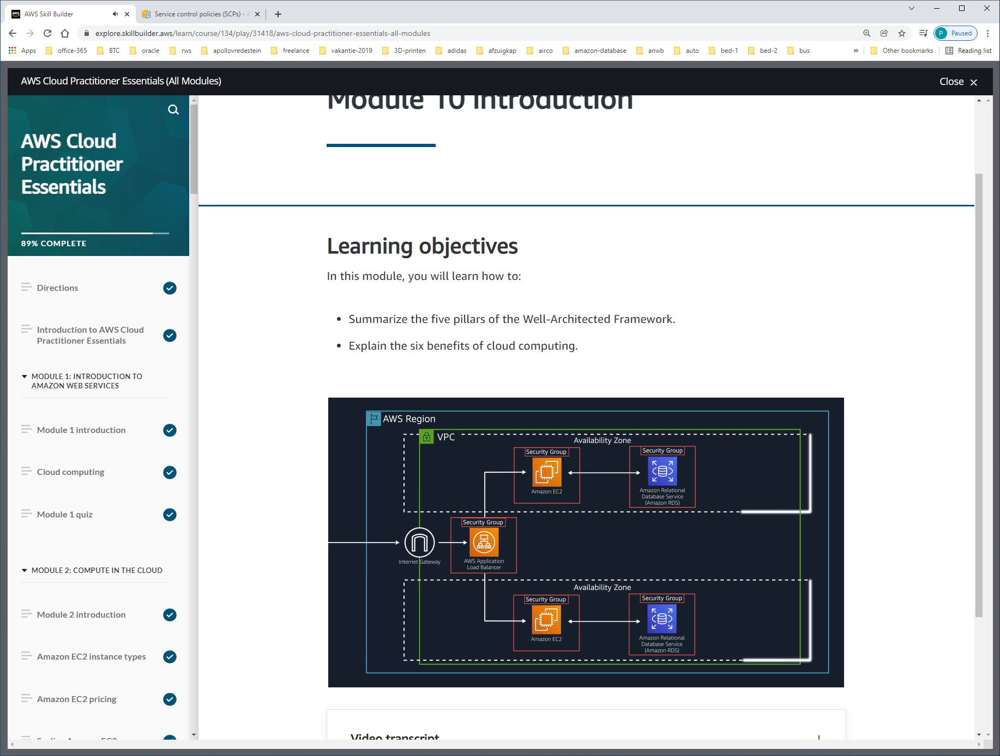 AWS Skill Builder
Service control policies (SCPs) - A
explore.skillbuilder.aws/learn/course/134/play/31418/aws-cloud-practitioner-essentials-all-modules
P Paused
Apps office-365 BTC oracle rws apollovredestein freelance vakantie-2019 3D-printen adidas afzuigkap airco amazon-database anwb auto bed-1 bed-2 bus » Other bookmarks Reading list
AWS Cloud Practitioner Essentials (All Modules)
Close
AWS Cloud
Practitioner
Essentials
89% COMPLETE
Directions
Introduction to AWS Cloud
Practitioner Essentials
MODULE 1: INTRODUCTION TO
AMAZON WEB SERVICES
Module 1 introduction
Cloud computing
Module 1 quiz
MODULE 2: COMPUTE IN THE CLOUD
Module 2 introduction
Amazon EC2 instance types
Amazon EC2 pricing
Module 10 introduction
Learning objectives
In this module, you will learn how to:
• Summarize the five pillars of the Well-Architected Framework.
• Explain the six benefits of cloud computing.
AWS Region
VPC
Availability Zone
Security Group
Amazon EC2
Security Group
Amazon Relational
Database Service
(Amazon RDS)
Internet Gateway
Security Group
AWS Application
Load Balancer
Availability Zone
Security Group
Amazon EC2
Security Group
Amazon Relational
Database Service
(Amazon RDS)
Video transcript